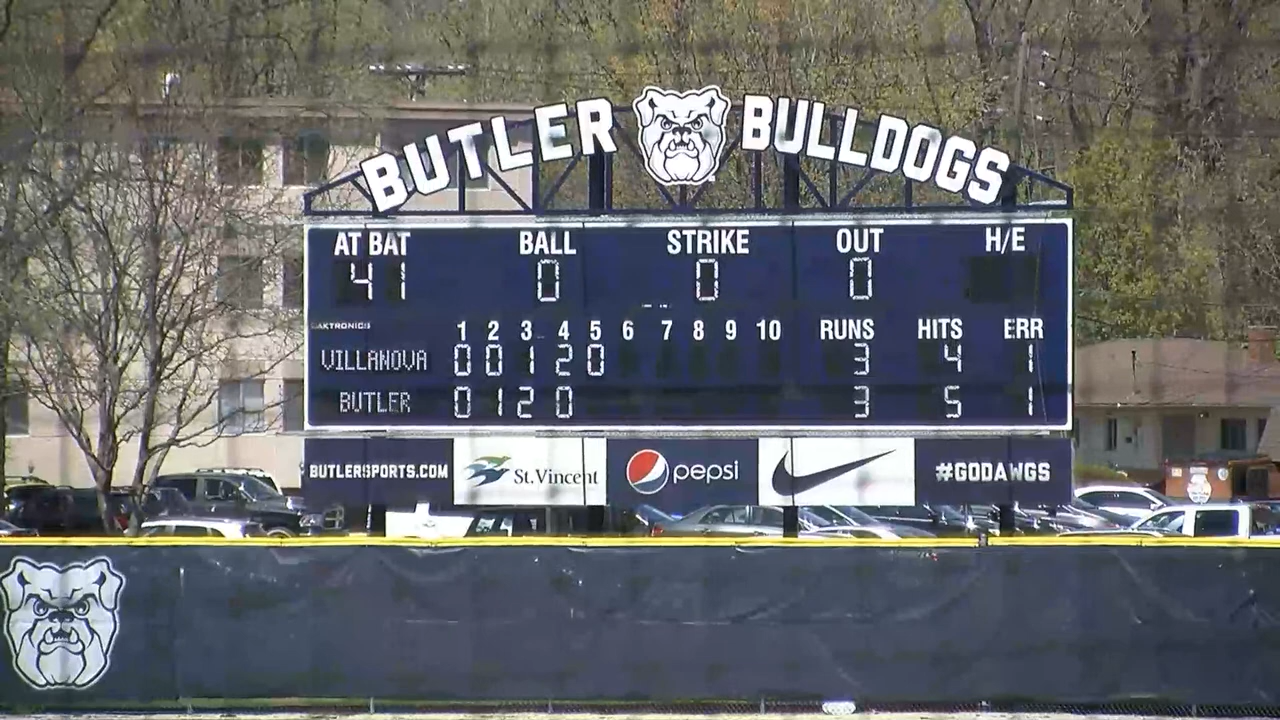 BUTLER BULLDOGS
AT BAT BALL STRIKE OUT H/E
41 0 0 0
1 2 3 4 5 6 7 8 9 10 RUNS HITS ERR
VILLANOVA 0 0 1 2 0 3 4 1
BUTLER 0 1 2 0 3 5 1
BUTLERSPORTS.COM St.Vincent pepsi #GODAWGS